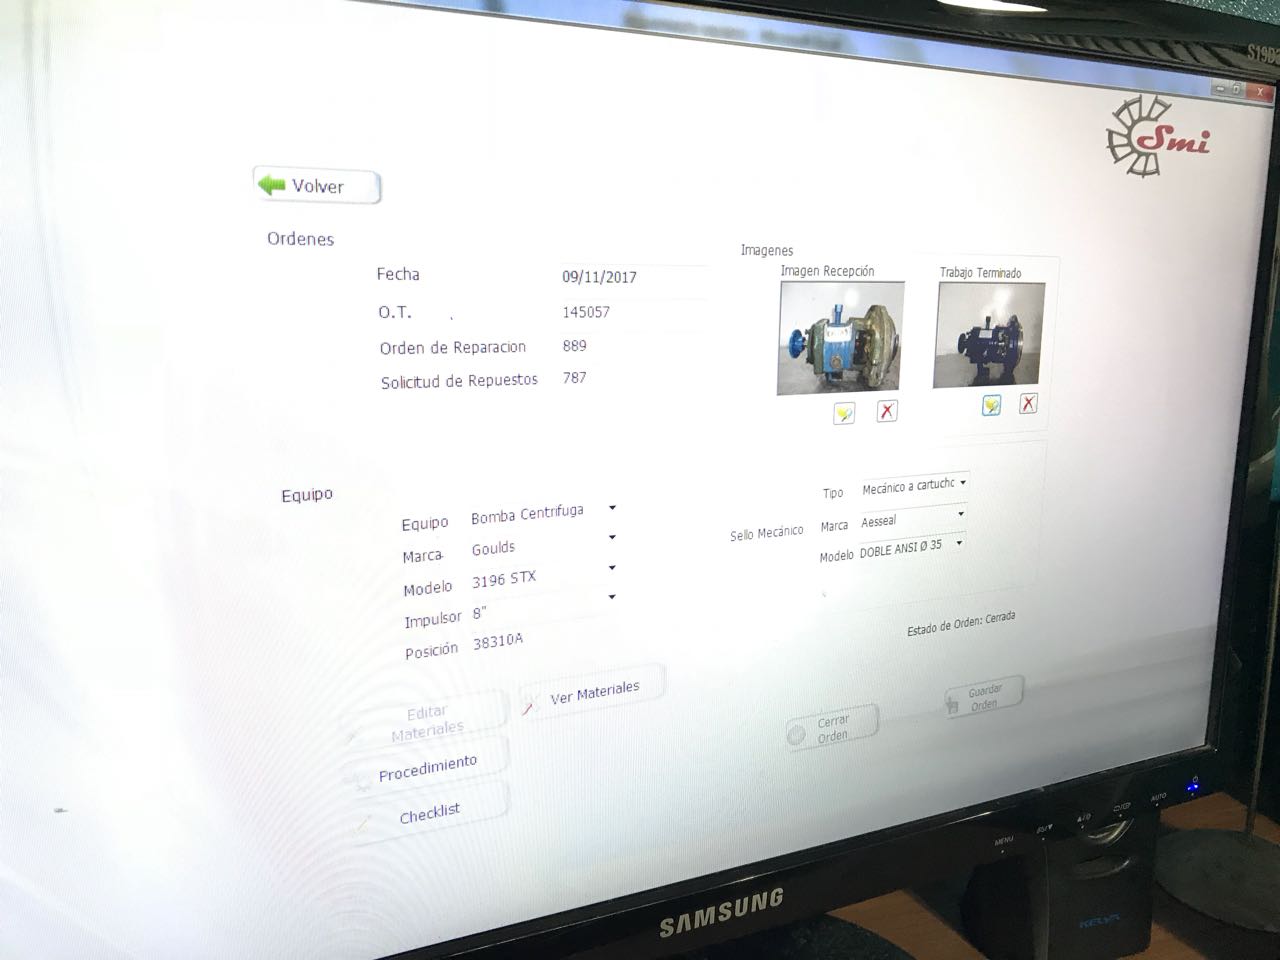 Smi
Volver
Ordenes
Fecha 09/11/2017
O.T. 145057
Orden de Reparacion 889
Solicitud de Repuestos 787
Imagenes
Imagen Recepción Trabajo Terminado
Equipo
Equipo Bomba Centrifuga
Marca Goulds
Modelo 3196 STX
Impulsor 8"
Posición 38310A
Sello Mecánico
Tipo Mecánico a cartucho
Marca Aesseal
Modelo DOBLE ANSI Ø 35
Estado de Orden: Cerrada
Editar
Materiales
Ver Materiales
Procedimiento
Checklist
Cerrar
Orden
Guardar
Orden
MENU
AUTO
SAMSUNG